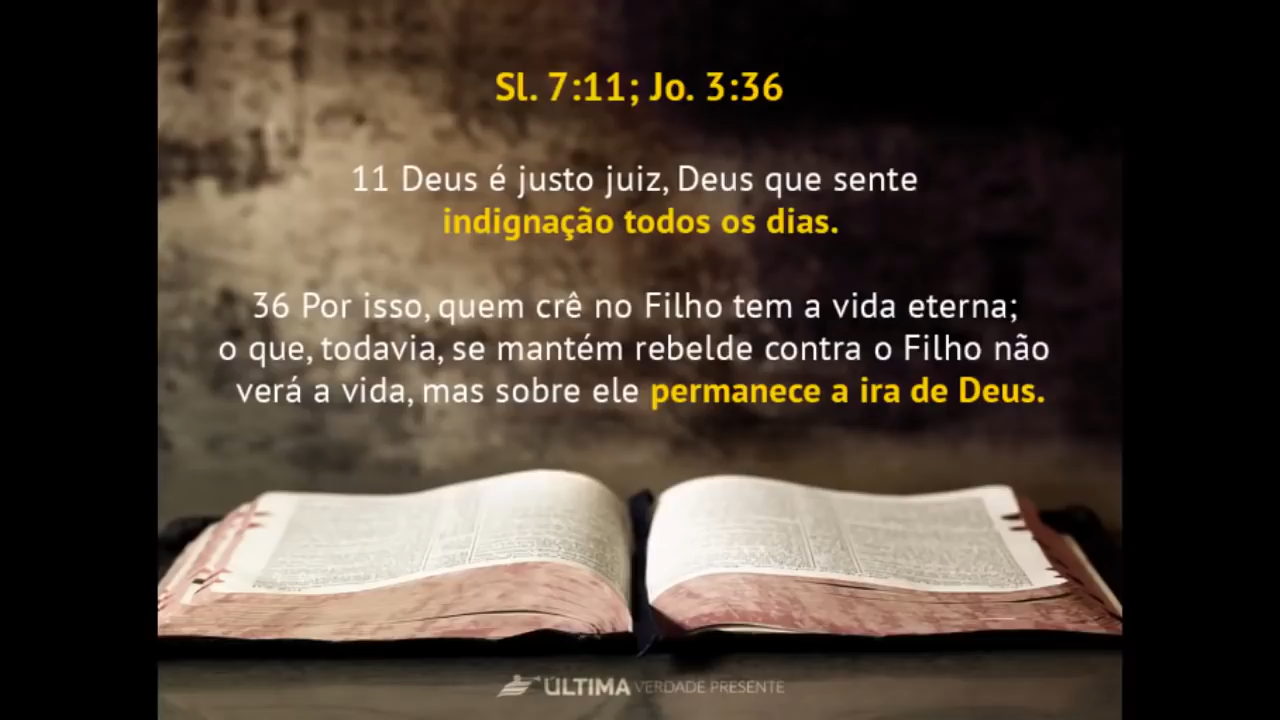 Sl. 7:11; Jo. 3:36
11 Deus é justo juiz, Deus que sente
indignação todos os dias.
36 Por isso, quem crê no Filho tem a vida eterna;
o que, todavia, se mantém rebelde contra o Filho não
verá a vida, mas sobre ele permanece a ira de Deus.
ÚLTIMA VERDADE PRESENTE